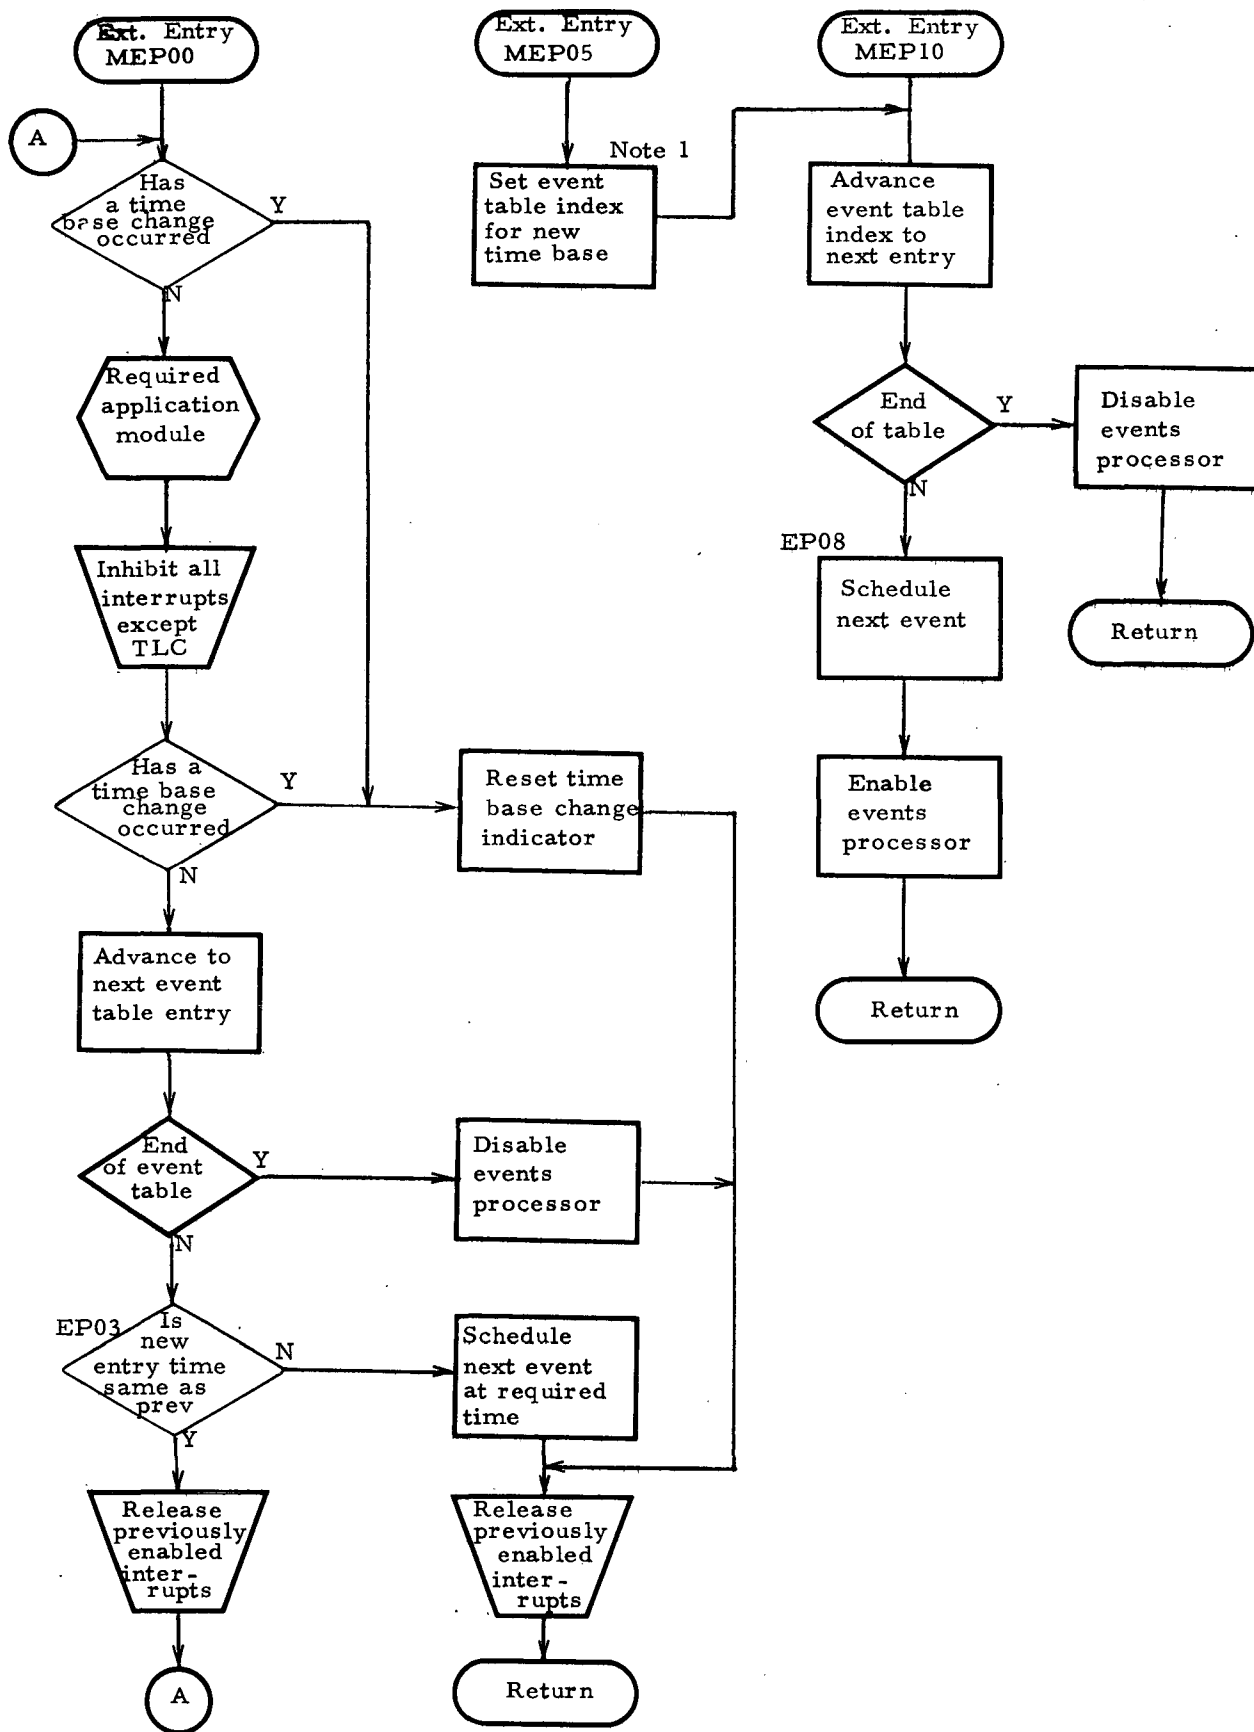 Ext. Entry
MEP00
A
Has
a time
base change
occurred
Y
N
Required
application
module
Inhibit all
interrupts
except
TLC
Has a
time base
change
occurred
Y
N
Advance to
next event
table entry
End
of event
table
Y
N
EP03
Is
new
entry time
same as
prev
N
Y
Release
previously
enabled
inter-
rupts
A
Ext. Entry
MEP05
Note 1
Set event
table index
for new
time base
Reset time
base change
indicator
Disable
events
processor
Schedule
next event
at required
time
Release
previously
enabled
inter-
rupts
Return
Ext. Entry
MEP10
Advance
event table
index to
next entry
End
of table
Y
N
Disable
events
processor
Return
EP08
Schedule
next event
Enable
events
processor
Return